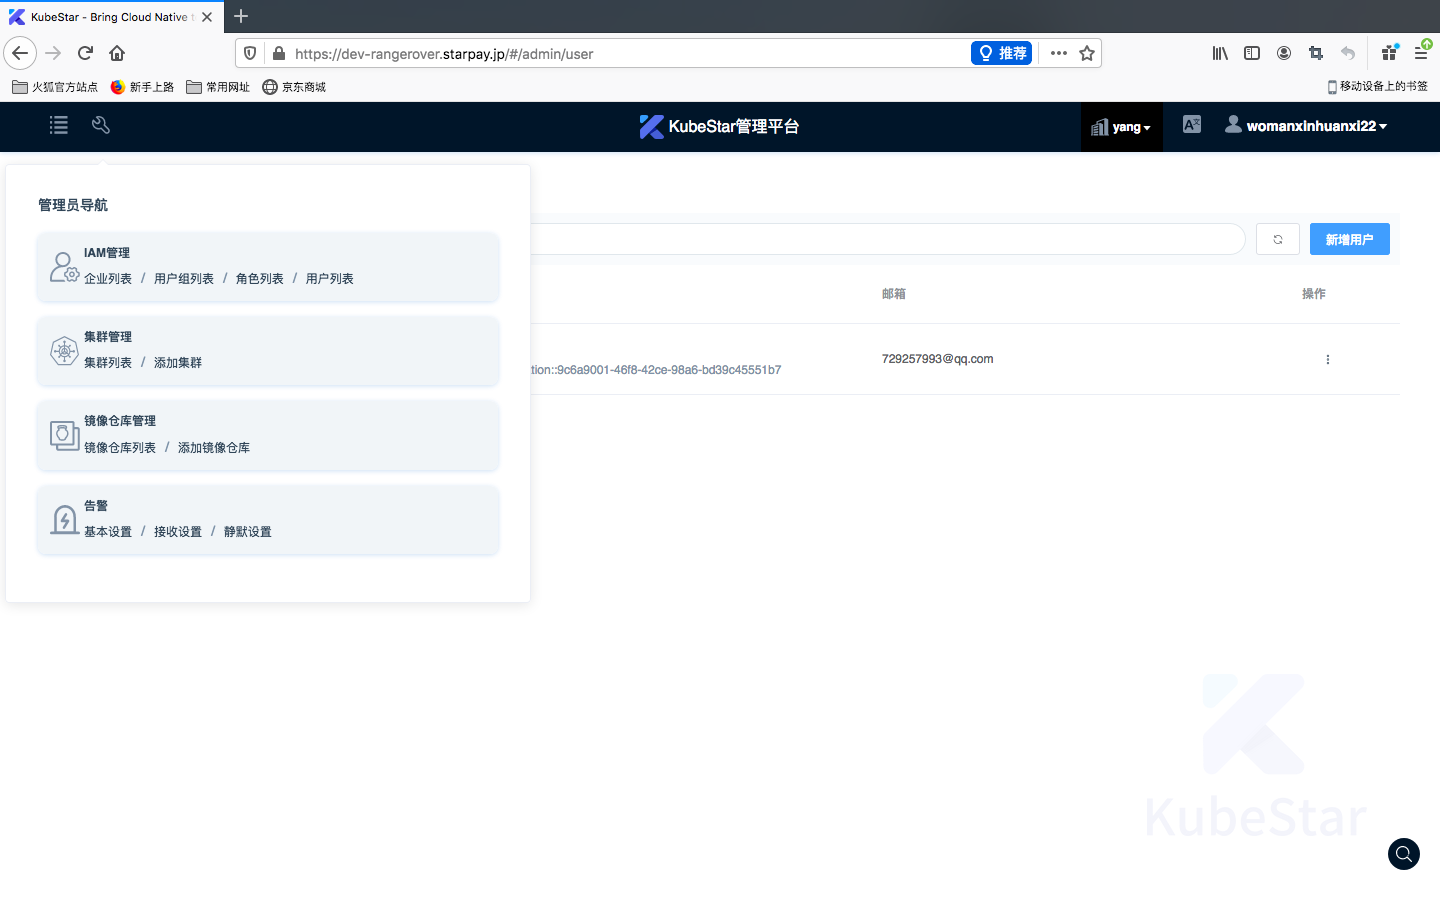 KubeStar - Bring Cloud Native t
https://dev-rangerover.starpay.jp/#/admin/user
推荐
火狐官方站点
新手上路
常用网址
京东商城
移动设备上的书签
KubeStar管理平台
yang
womanxinhuanxi22
管理员导航
新增用户
IAM管理
企业列表 / 用户组列表 / 角色列表 / 用户列表
邮箱
操作
集群管理
集群列表 / 添加集群
729257993@qq.com
tion::9c6a9001-46f8-42ce-98a6-bd39c45551b7
镜像仓库管理
镜像仓库列表 / 添加镜像仓库
告警
基本设置 / 接收设置 / 静默设置
KubeStar